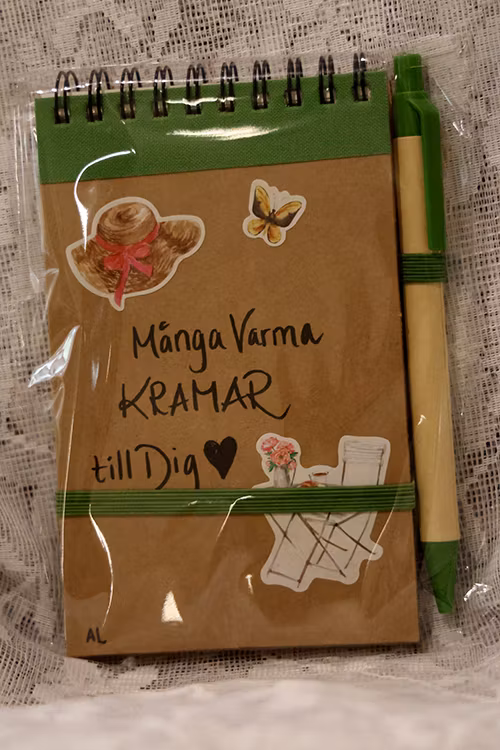 Många Varma
KRAMAR
till Dig ♥
AL